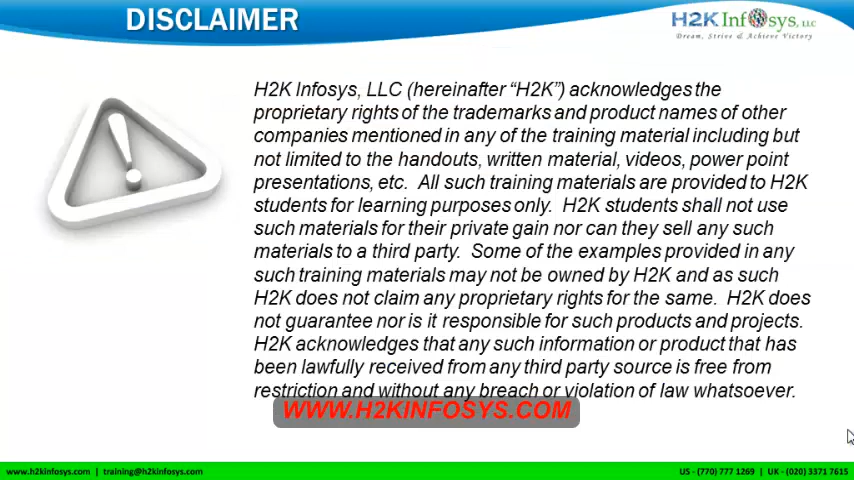 DISCLAIMER
H2K Infosys, LLC
Dream, Strive & Achieve Victory
H2K Infosys, LLC (hereinafter “H2K”) acknowledges the
proprietary rights of the trademarks and product names of other
companies mentioned in any of the training material including but
not limited to the handouts, written material, videos, power point
presentations, etc. All such training materials are provided to H2K
students for learning purposes only. H2K students shall not use
such materials for their private gain nor can they sell any such
materials to a third party. Some of the examples provided in any
such training materials may not be owned by H2K and as such
H2K does not claim any proprietary rights for the same. H2K does
not guarantee nor is it responsible for such products and projects.
H2K acknowledges that any such information or product that has
been lawfully received from any third party source is free from
restriction and without any breach or violation of law whatsoever.
WWW.H2KINFOSYS.COM
www.h2kinfosys.com | training@h2kinfosys.com
US - (770) 777 1269 | UK - (020) 3371 7615